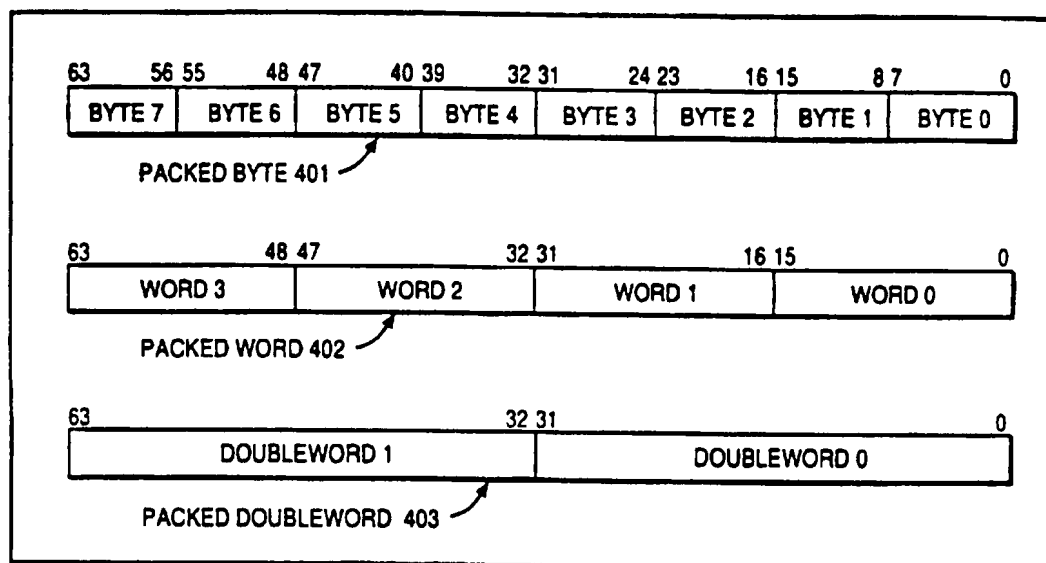 63 56 55 48 47 40 39 32 31 24 23 16 15 8 7 0
BYTE 7 BYTE 6 BYTE 5 BYTE 4 BYTE 3 BYTE 2 BYTE 1 BYTE 0
PACKED BYTE 401
63 48 47 32 31 16 15 0
WORD 3 WORD 2 WORD 1 WORD 0
PACKED WORD 402
63 32 31 0
DOUBLEWORD 1 DOUBLEWORD 0
PACKED DOUBLEWORD 403